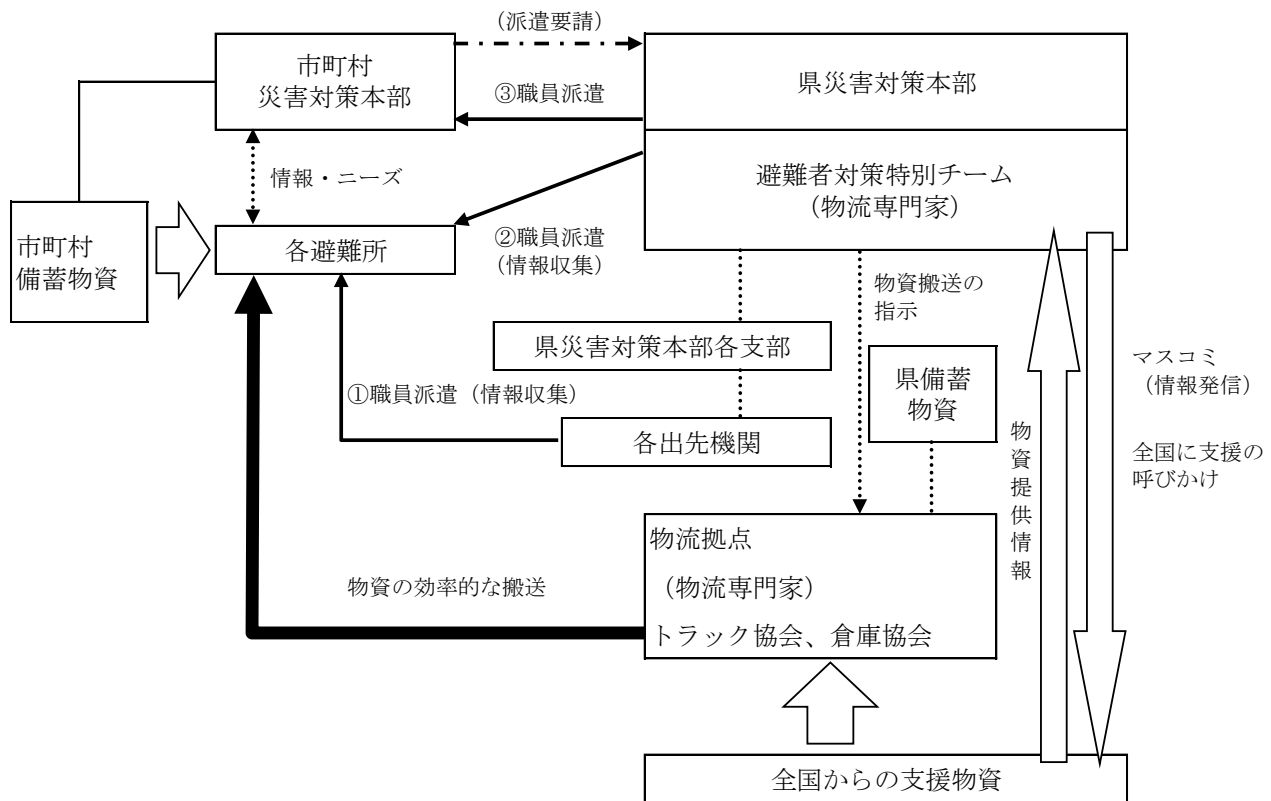 （派遣要請）
市町村
災害対策本部
県災害対策本部
③職員派遣
避難者対策特別チーム
（物流専門家）
情報・ニーズ
市町村
備蓄物資
各避難所
②職員派遣
（情報収集）
物資搬送の
指示
県災害対策本部各支部
県備蓄
物資
マスコミ
（情報発信）
①職員派遣（情報収集）
各出先機関
物資提供情報
全国に支援の
呼びかけ
物流拠点
（物流専門家）
トラック協会、倉庫協会
物資の効率的な搬送
全国からの支援物資